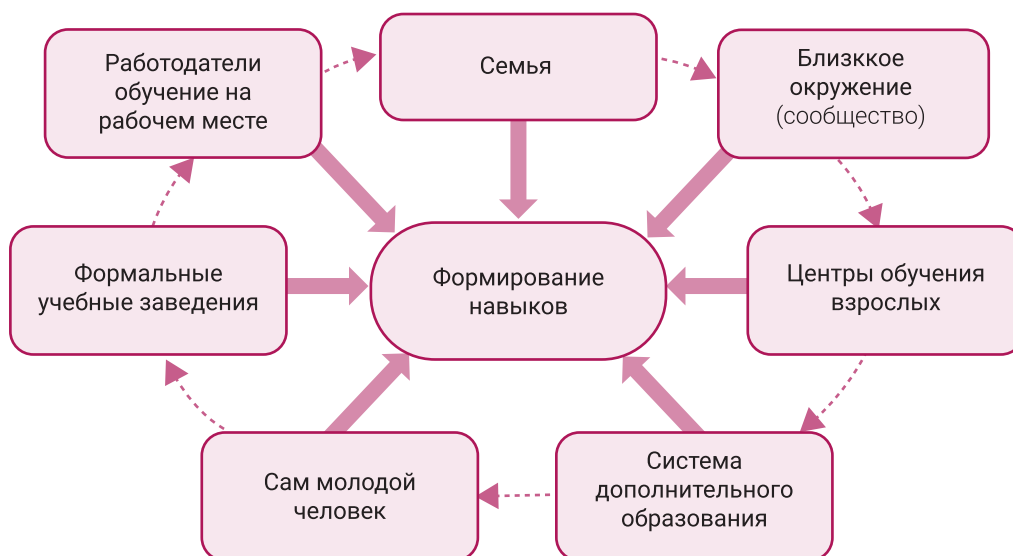 Работодатели
обучение на
рабочем месте
Семья
Близккое
окружение
(сообщество)
Формальные
учебные заведения
Формирование
навыков
Центры обучения
взрослых
Сам молодой
человек
Система
дополнительного
образования